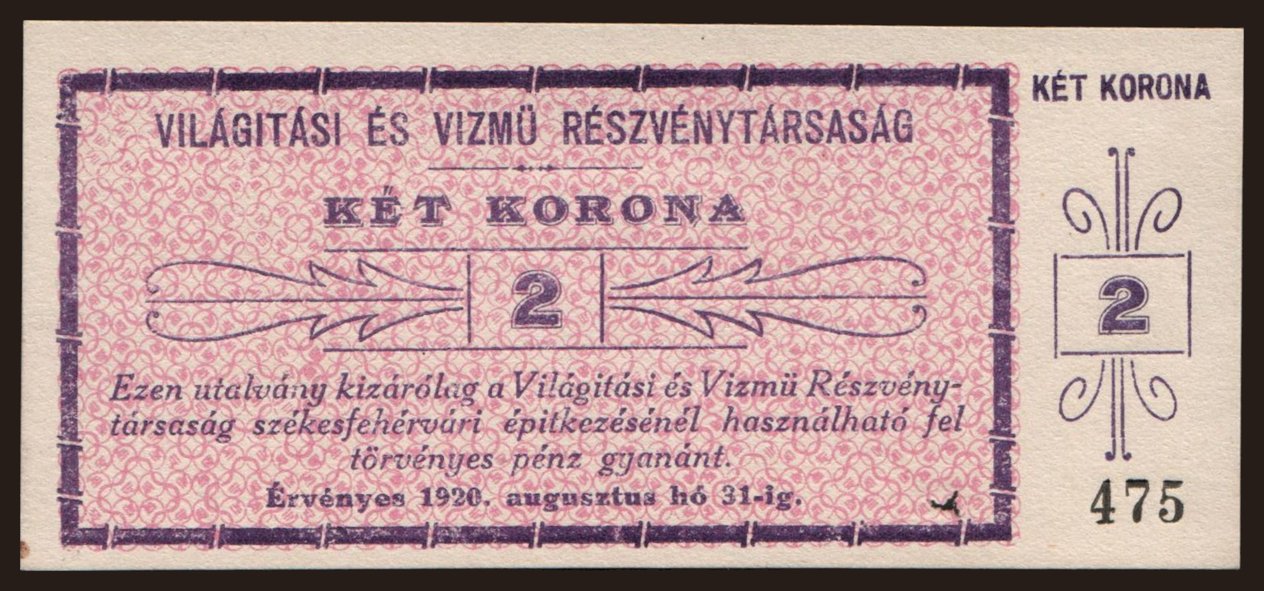 VILÁGITÁSI ÉS VIZMÜ RÉSZVÉNYTÁRSASÁG
KÉT KORONA
2
Ezen utalvány kizárólag a Világitási és Vizmü Részvény-
társaság székesfehérvári épitkezésénél használható fel
törvényes pénz gyanánt.
Érvényes 1920. augusztus hó 31-ig.
KÉT KORONA
2
475